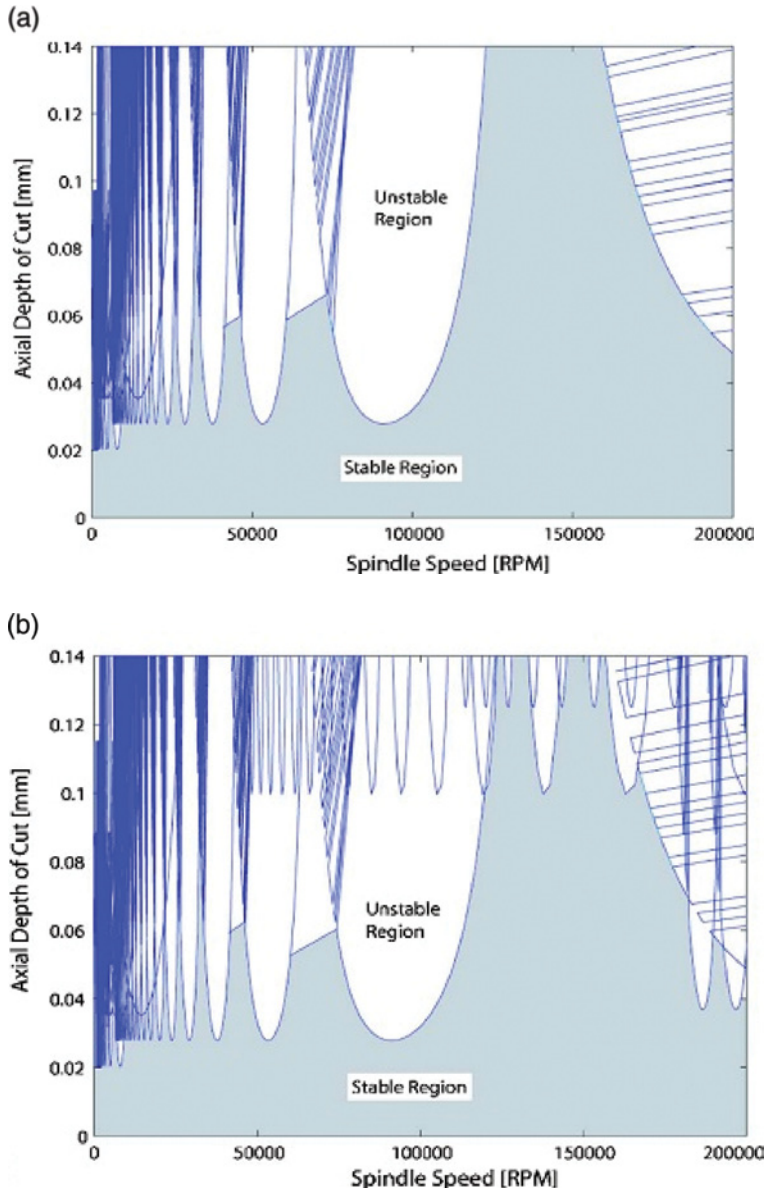 (a)
0.14
0.12
0.1
0.08
0.06
0.04
0.02
0
Axial Depth of Cut [mm]
Unstable
Region
Stable Region
0
50000
100000
150000
200000
Spindle Speed [RPM]
(b)
0.14
0.12
0.1
0.08
0.06
0.04
0.02
0
Axial Depth of Cut [mm]
Unstable
Region
Stable Region
0
50000
100000
150000
200000
Spindle Speed [RPM]